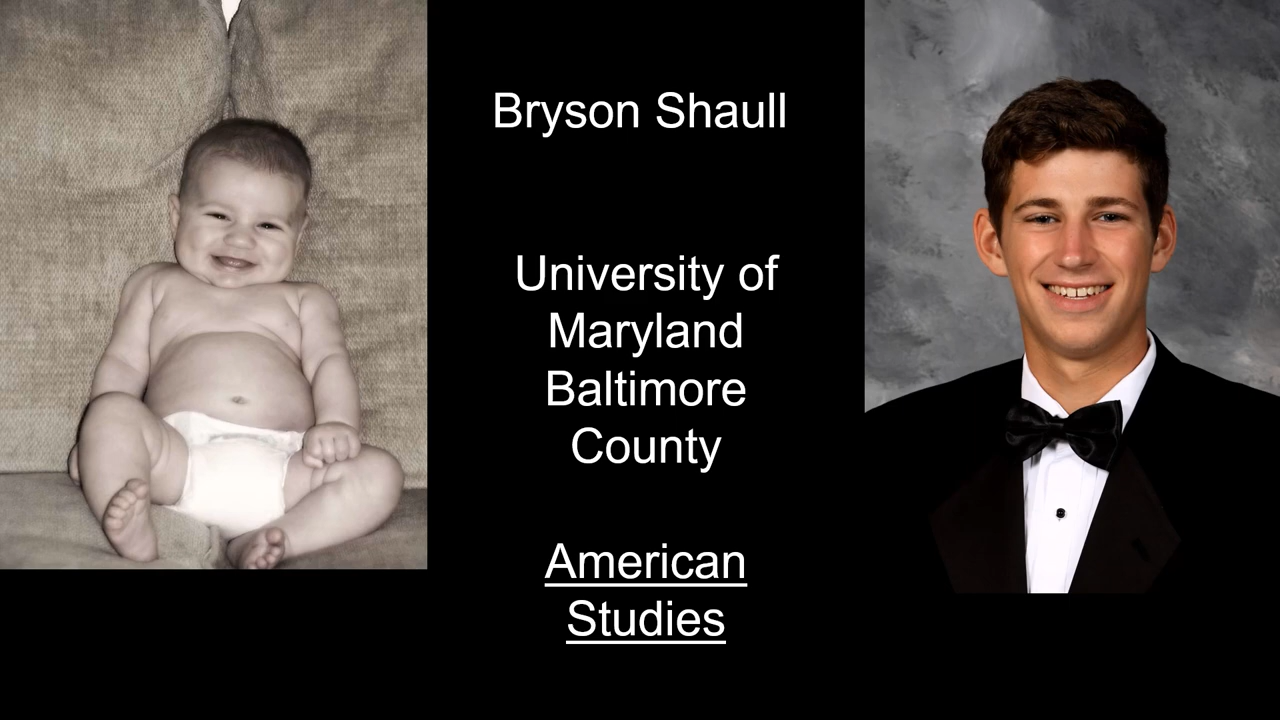 Bryson Shaull
University of
Maryland
Baltimore
County
American
Studies